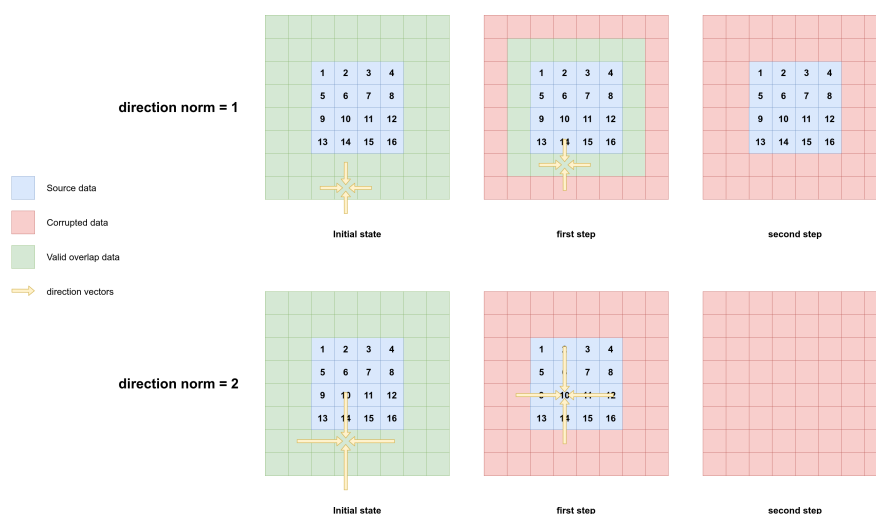 1 2 3 4
5 6 7 8
9 10 11 12
13 14 15 16
1 2 3 4
5 6 7 8
9 10 11 12
13 14 15 16
1 2 3 4
5 6 7 8
9 10 11 12
13 14 15 16
direction norm = 1
Initial state
first step
second step
Source data
Corrupted data
Valid overlap data
direction vectors
1 2 3 4
5 6 7 8
9 10 11 12
13 14 15 16
1 3 4
5 7 8
10 12
13 14 15 16
direction norm = 2
Initial state
first step
second step